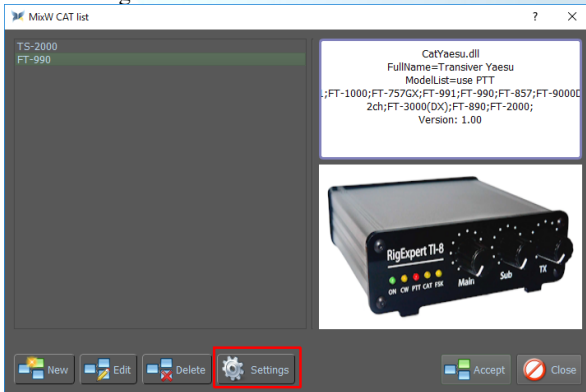 MixW CAT list
TS-2000
FT-990
CatYaesu.dll
FullName=Transiver Yaesu
ModelList=use PTT
;FT-1000;FT-757GX;FT-991;FT-990;FT-857;FT-9000D
2ch;FT-3000(DX);FT-890;FT-2000;
Version: 1.00
RigExpert TI-8
ON CW PTT CAT FSK
Main
Sub
TX
New
Edit
Delete
Settings
Accept
Close